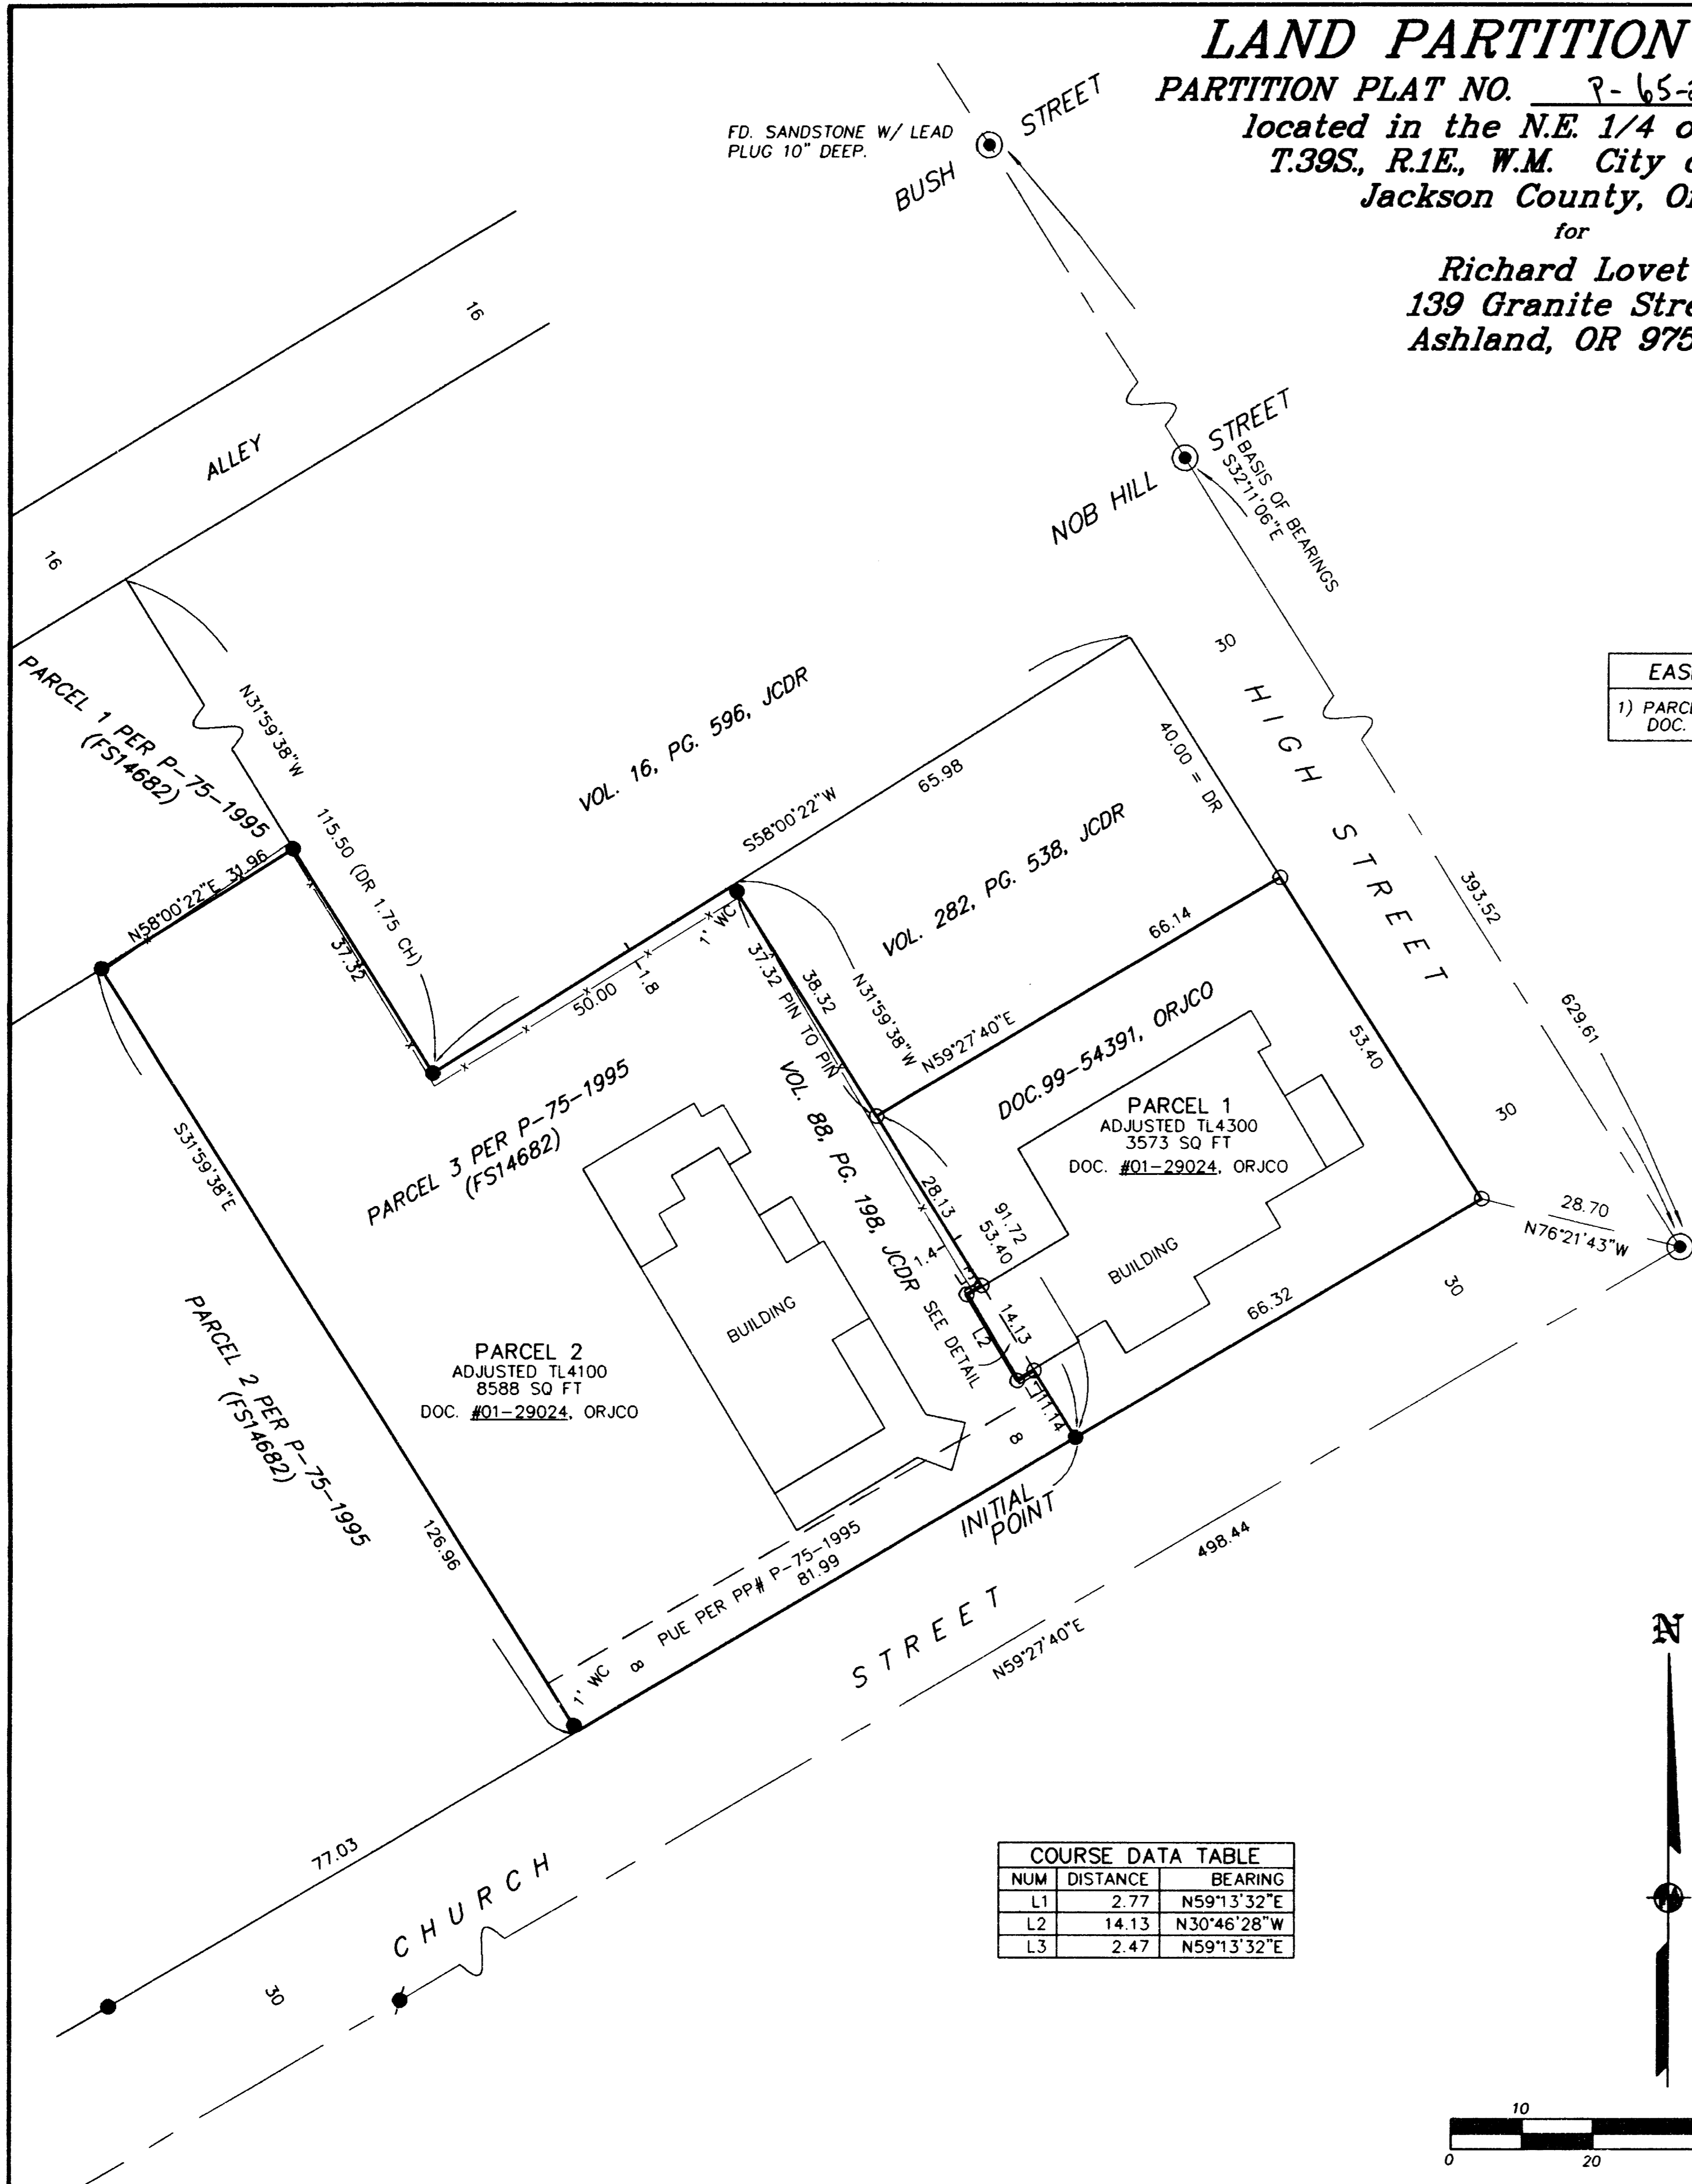 LAND PARTITION
PARTITION PLAT NO. P-65-
located in the N.E. 1/4 o
T.39S., R.1E., W.M. City
Jackson County, O
for
Richard Lovet
139 Granite Stre
Ashland, OR 975
FD. SANDSTONE W/ LEAD
PLUG 10" DEEP.
BUSH STREET
16
ALLEY
16
NOB HILL STREET
BASIS OF BEARINGS
S32°11'06"E
30
HIGH STREET
EAS
1) PARC
DOC.
PARCEL 1 PER P-75-1995
(FS14682)
N31°59'38"W
115.50 (DR 1.75 CH)
VOL. 16, PG. 596, JCDR
S58°00'22"W
65.98
40.00 = DR
VOL. 282, PG. 538, JCDR
393.52
629.61
N58°00'22"E 31.96
37.32
50.00
1.8
1' WC
37.32 PIN TO PIN
38.32
N31°59'38"W
66.14
N59°27'40"E
53.40
30
DOC.99-54391, ORJCO
PARCEL 1
ADJUSTED TL4300
3573 SQ FT
DOC. #01-29024, ORJCO
PARCEL 3 PER P-75-1995
(FS14682)
VOL. 88, PG. 198, JCDR
S31°59'38"E
28.13
91.72
53.40
1.4
28.70
N76°21'43"W
BUILDING
BUILDING
SEE DETAIL
L2
14.13
11.14
66.32
30
PARCEL 2
ADJUSTED TL4100
8588 SQ FT
DOC. #01-29024, ORJCO
PARCEL 2 PER P-75-1995
(FS14682)
126.96
8
INITIAL
POINT
498.44
PUE PER PP# P-75-1995
81.99
1' WC
8
N59°27'40"E
CHURCH STREET
77.03
30
COURSE DATA TABLE
NUM DISTANCE BEARING
L1 2.77 N59°13'32"E
L2 14.13 N30°46'28"W
L3 2.47 N59°13'32"E
N
10
0 20